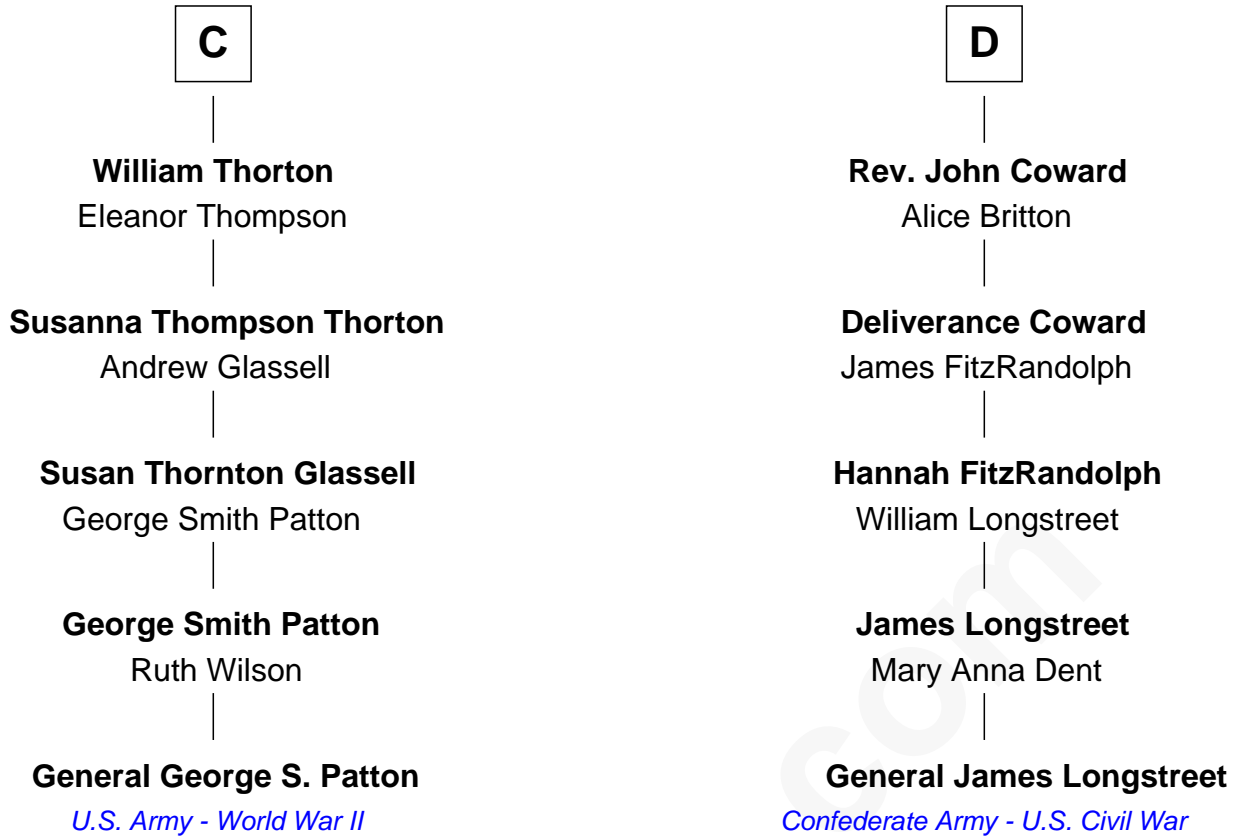 C
William Thorton
Eleanor Thompson
Susanna Thompson Thorton
Andrew Glassell
Susan Thornton Glassell
George Smith Patton
George Smith Patton
Ruth Wilson
General George S. Patton
U.S. Army - World War II
D
Rev. John Coward
Alice Britton
Deliverance Coward
James FitzRandolph
Hannah FitzRandolph
William Longstreet
James Longstreet
Mary Anna Dent
General James Longstreet
Confederate Army - U.S. Civil War
com